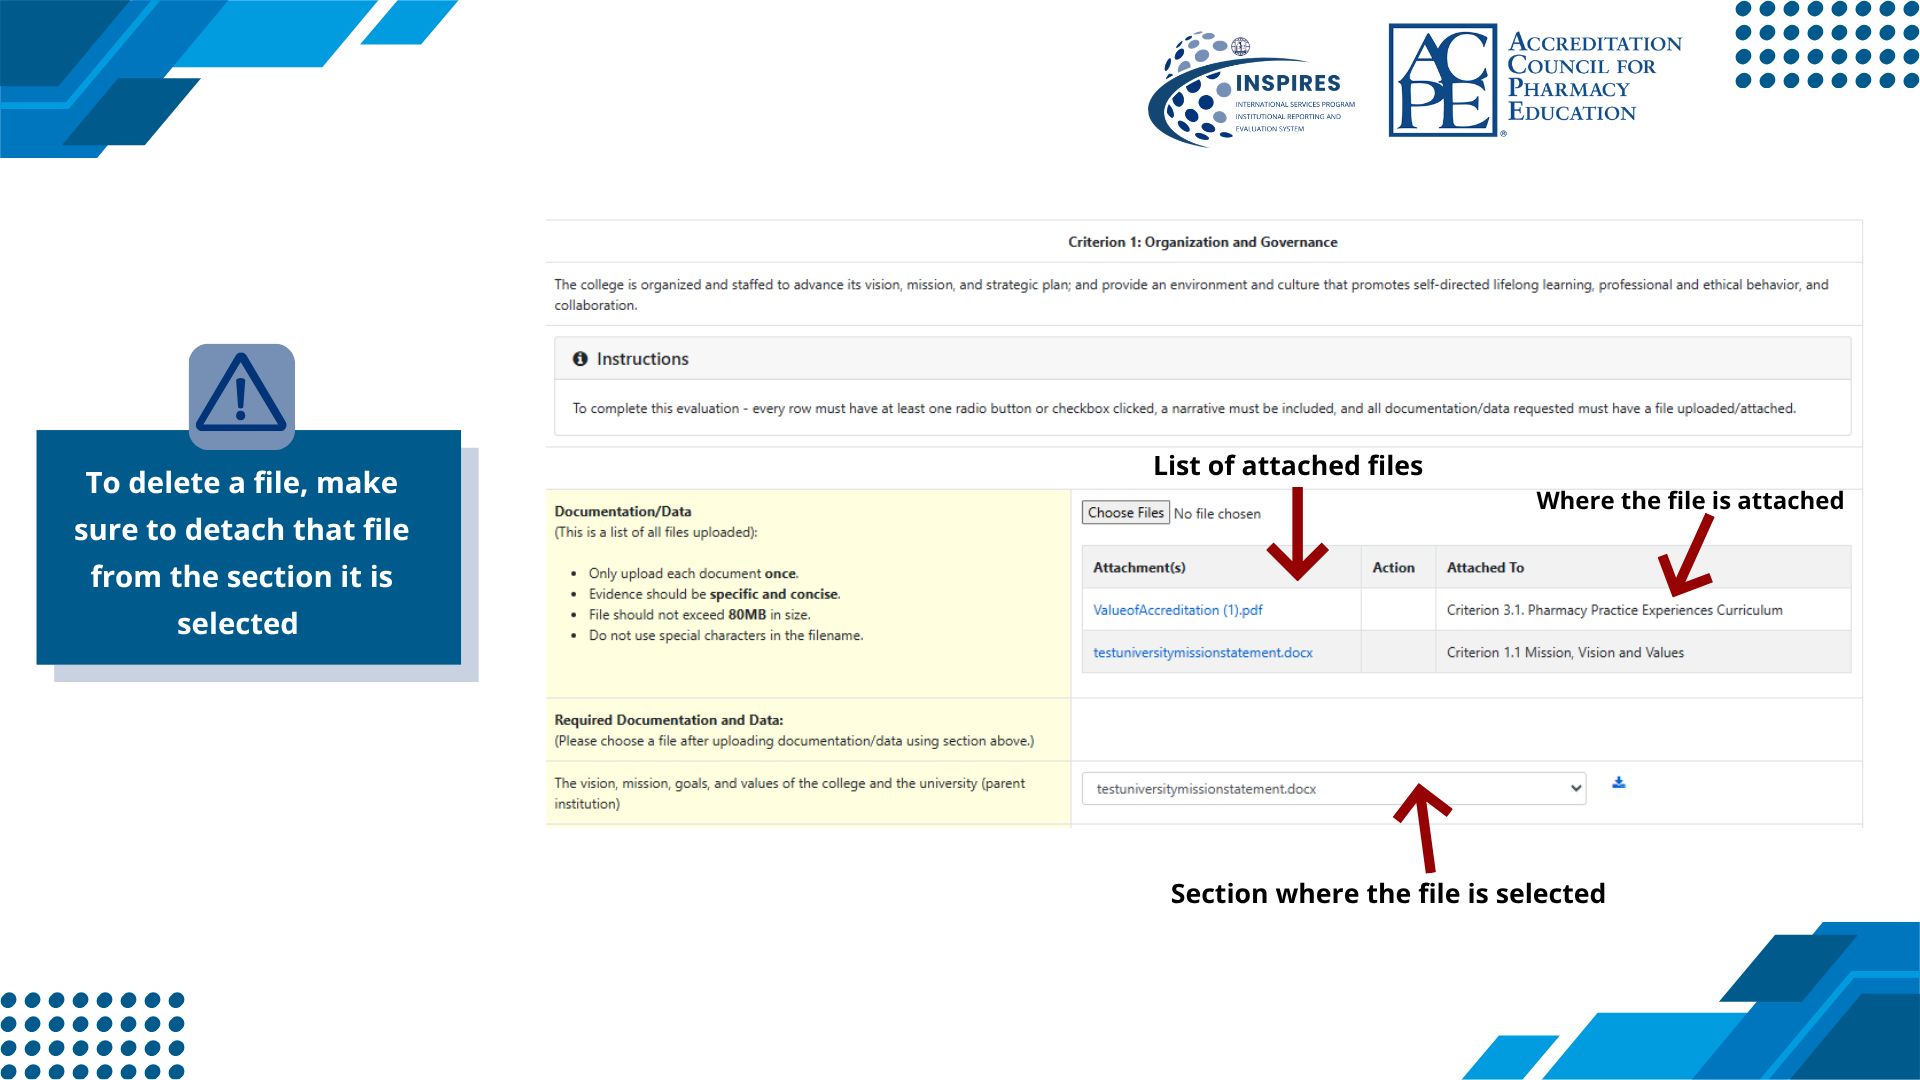 INSPIRES
INTERNATIONAL SERVICES PROGRAM
INSTITUTIONAL REPORTING AND
EVALUATION SYSTEM
AC
PE
®
ACCREDITATION
COUNCIL FOR
PHARMACY
EDUCATION
Criterion 1: Organization and Governance
The college is organized and staffed to advance its vision, mission, and strategic plan; and provide an environment and culture that promotes self-directed lifelong learning, professional and ethical behavior, and
collaboration.
Instructions
To complete this evaluation - every row must have at least one radio button or checkbox clicked, a narrative must be included, and all documentation/data requested must have a file uploaded/attached.
To delete a file, make
sure to detach that file
from the section it is
selected
List of attached files
Where the file is attached
Documentation/Data
(This is a list of all files uploaded):
• Only upload each document once.
• Evidence should be specific and concise.
• File should not exceed 80MB in size.
• Do not use special characters in the filename.
Choose Files No file chosen
Attachment(s) Action Attached To
ValueofAccreditation (1).pdf Criterion 3.1. Pharmacy Practice Experiences Curriculum
testuniversitymissionstatement.docx Criterion 1.1 Mission, Vision and Values
Required Documentation and Data:
(Please choose a file after uploading documentation/data using section above.)
The vision, mission, goals, and values of the college and the university (parent
institution)
testuniversitymissionstatement.docx
Section where the file is selected